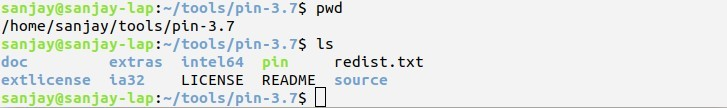 sanjay@sanjay-lap:~/tools/pin-3.7$ pwd
/home/sanjay/tools/pin-3.7
sanjay@sanjay-lap:~/tools/pin-3.7$ ls
doc extras intel64 pin redist.txt
extlicense ia32 LICENSE README source
sanjay@sanjay-lap:~/tools/pin-3.7$